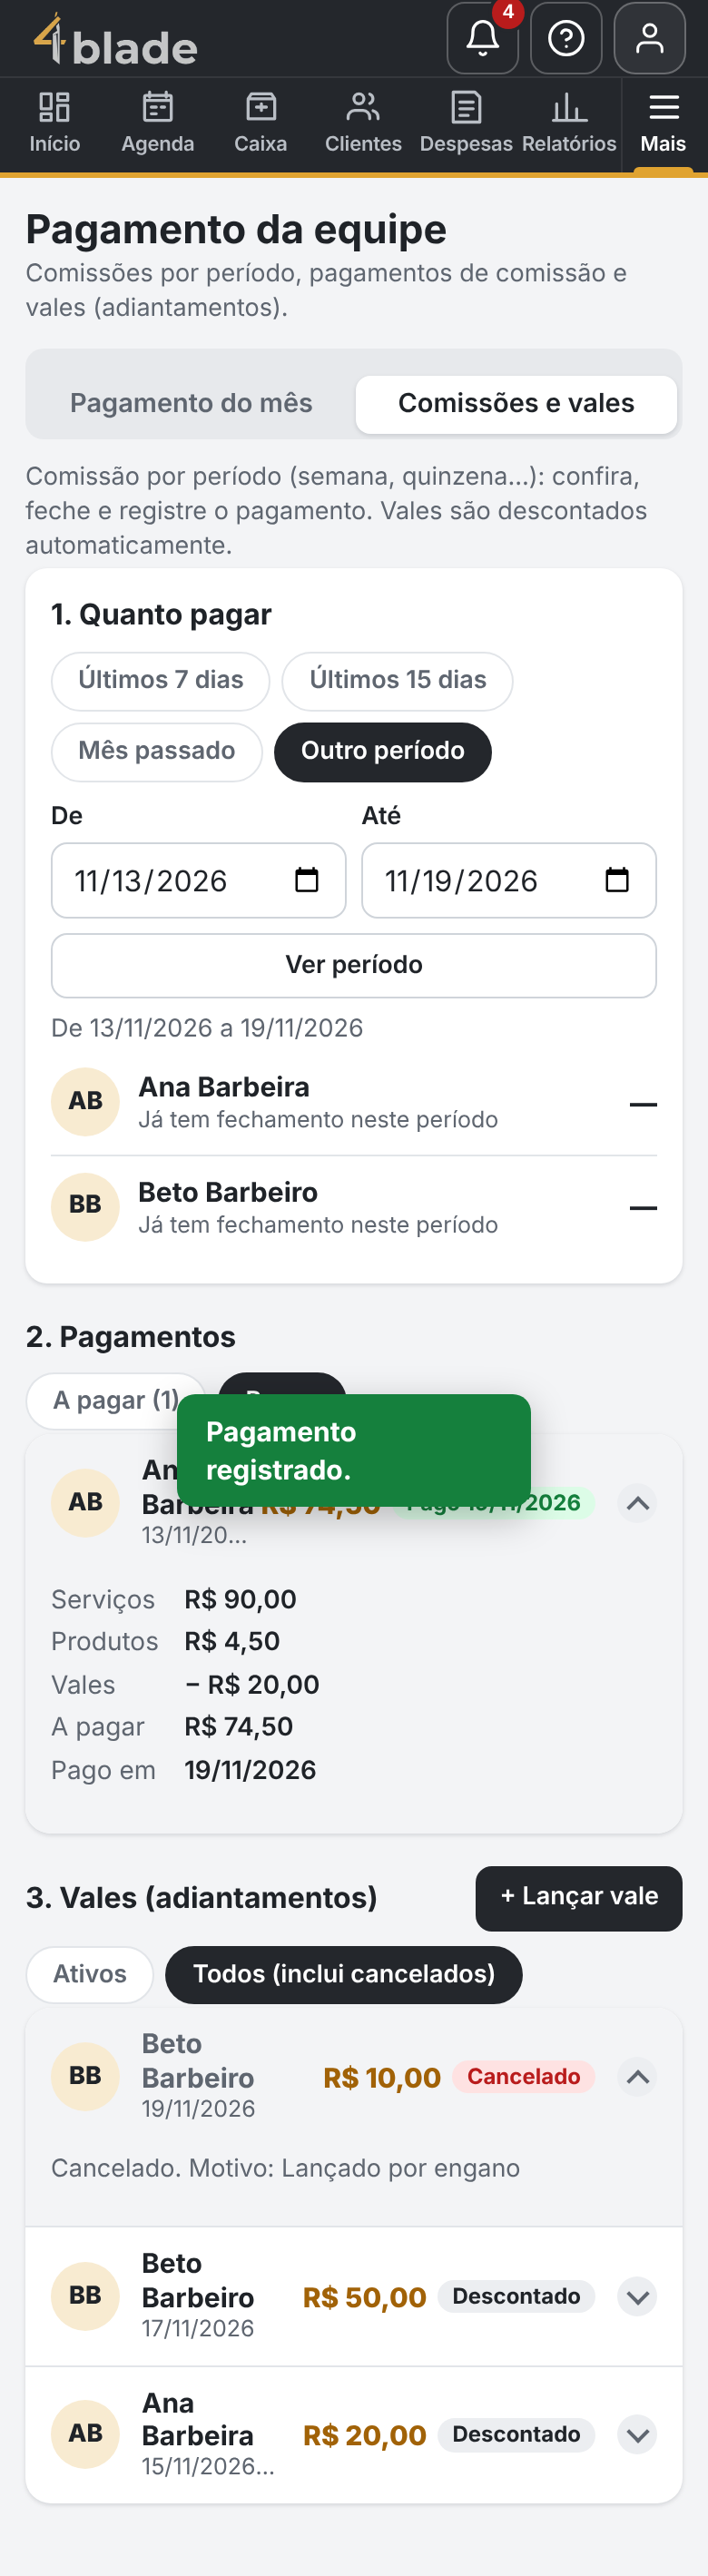 4blade
4
Início
Agenda
Caixa
Clientes
Despesas
Relatórios
Mais
Pagamento da equipe
Comissões por período, pagamentos de comissão e
vales (adiantamentos).
Pagamento do mês
Comissões e vales
Comissão por período (semana, quinzena...): confira,
feche e registre o pagamento. Vales são descontados
automaticamente.
1. Quanto pagar
Últimos 7 dias
Últimos 15 dias
Mês passado
Outro período
De
Até
11/13/2026
11/19/2026
Ver período
De 13/11/2026 a 19/11/2026
AB
Ana Barbeira
Já tem fechamento neste período
—
BB
Beto Barbeiro
Já tem fechamento neste período
—
2. Pagamentos
A pagar (1)
Pagamento
registrado.
AB
Barbeira R$ 74,50
13/11/20...
Serviços R$ 90,00
Produtos R$ 4,50
Vales − R$ 20,00
A pagar R$ 74,50
Pago em 19/11/2026
3. Vales (adiantamentos)
+ Lançar vale
Ativos
Todos (inclui cancelados)
BB
Beto
Barbeiro
19/11/2026
R$ 10,00
Cancelado
Cancelado. Motivo: Lançado por engano
BB
Beto
Barbeiro
17/11/2026
R$ 50,00
Descontado
AB
Ana
Barbeira
15/11/2026...
R$ 20,00
Descontado